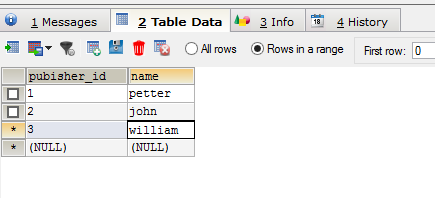 1 Messages 2 Table Data 3 Info 4 History
All rows Rows in a range First row: 0
pubisher_id name
1 petter
2 john
* 3 william
* (NULL) (NULL)